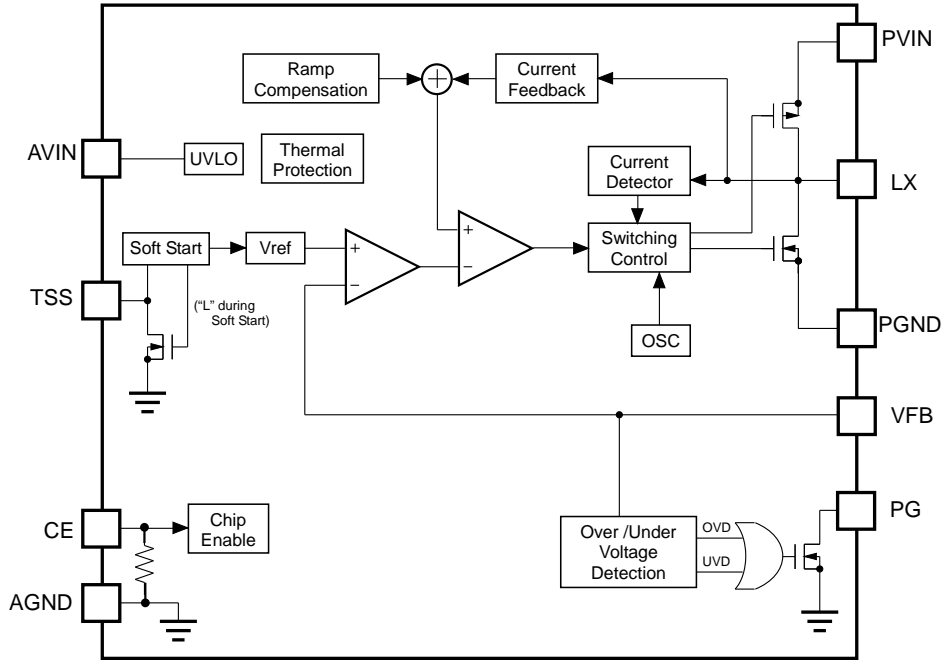 PVIN
Ramp
Compensation
Current
Feedback
AVIN
UVLO
Thermal
Protection
Current
Detector
LX
Soft Start
Vref
+
−
+
−
Switching
Control
TSS
("L" during
Soft Start)
OSC
PGND
VFB
CE
Chip
Enable
Over /Under
Voltage
Detection
OVD
UVD
PG
AGND